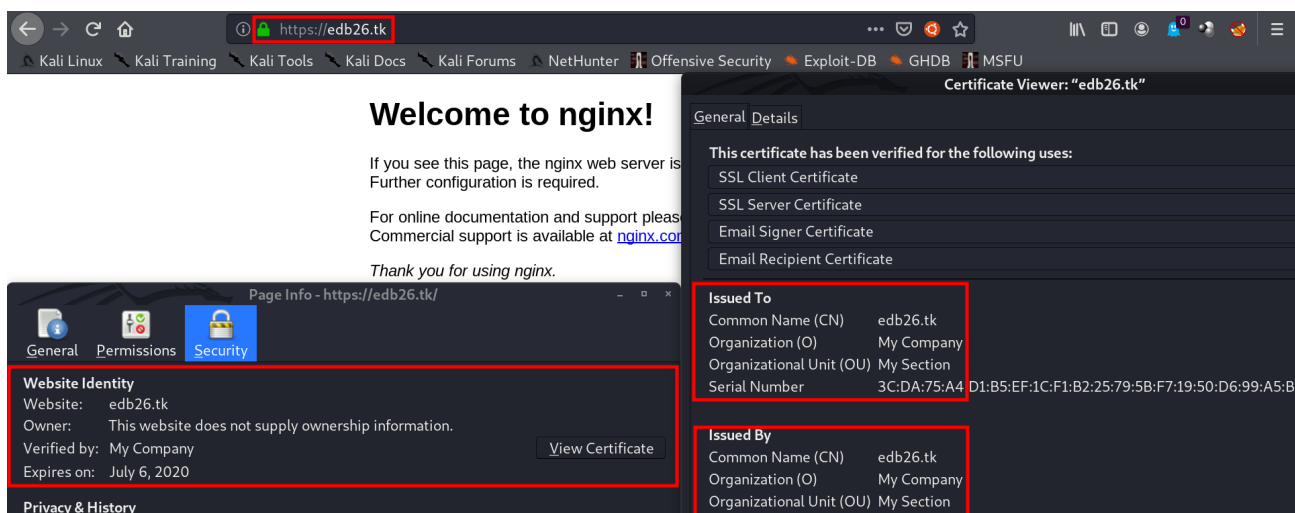 https://edb26.tk
0
Kali Linux Kali Training Kali Tools Kali Docs Kali Forums NetHunter Offensive Security Exploit-DB GHDB MSFU
Welcome to nginx!
If you see this page, the nginx web server is
Further configuration is required.
For online documentation and support pleas
Commercial support is available at nginx.com
Thank you for using nginx.
Page Info - https://edb26.tk/
General Permissions Security
Website Identity
Website: edb26.tk
Owner: This website does not supply ownership information.
Verified by: My Company
View Certificate
Expires on: July 6, 2020
Privacy & History
Certificate Viewer: “edb26.tk”
General Details
This certificate has been verified for the following uses:
SSL Client Certificate
SSL Server Certificate
Email Signer Certificate
Email Recipient Certificate
Issued To
Common Name (CN) edb26.tk
Organization (O) My Company
Organizational Unit (OU) My Section
Serial Number 3C:DA:75:A4:D1:B5:EF:1C:F1:B2:25:79:5B:F7:19:50:D6:99:A5:B
Issued By
Common Name (CN) edb26.tk
Organization (O) My Company
Organizational Unit (OU) My Section